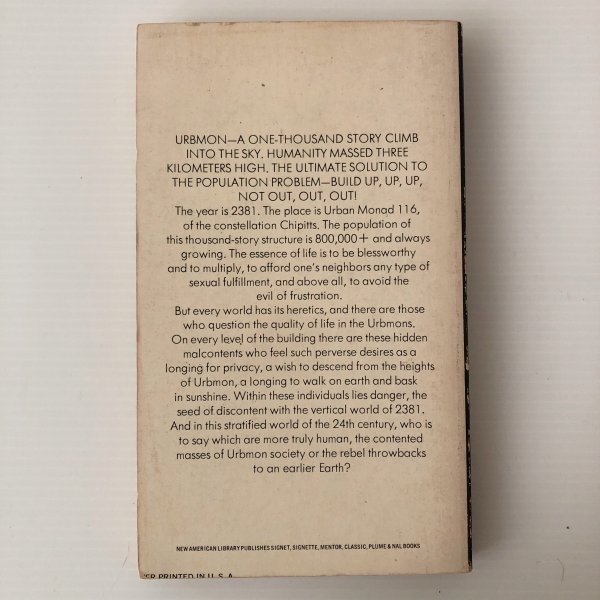 URBMON—A ONE-THOUSAND STORY CLIMB
INTO THE SKY. HUMANITY MASSED THREE
KILOMETERS HIGH. THE ULTIMATE SOLUTION TO
THE POPULATION PROBLEM—BUILD UP, UP, UP,
NOT OUT, OUT, OUT!
The year is 2381. The place is Urban Monad 116,
of the constellation Chipitts. The population of
this thousand-story structure is 800,000+ and always
growing. The essence of life is to be blessworthy
and to multiply, to afford one's neighbors any type of
sexual fulfillment, and above all, to avoid the
evil of frustration.
But every world has its heretics, and there are those
who question the quality of life in the Urbmons.
On every level of the building there are these hidden
malcontents who feel such perverse desires as a
longing for privacy, a wish to descend from the heights
of Urbmon, a longing to walk on earth and bask
in sunshine. Within these individuals lies danger, the
seed of discontent with the vertical world of 2381.
And in this stratified world of the 24th century, who is
to say which are more truly human, the contented
masses of Urbmon society or the rebel throwbacks
to an earlier Earth?
NEW AMERICAN LIBRARY PUBLISHES SIGNET, SIGNETTE, MENTOR, CLASSIC, PLUME & NAL BOOKS
PRINTED IN U.S.A.